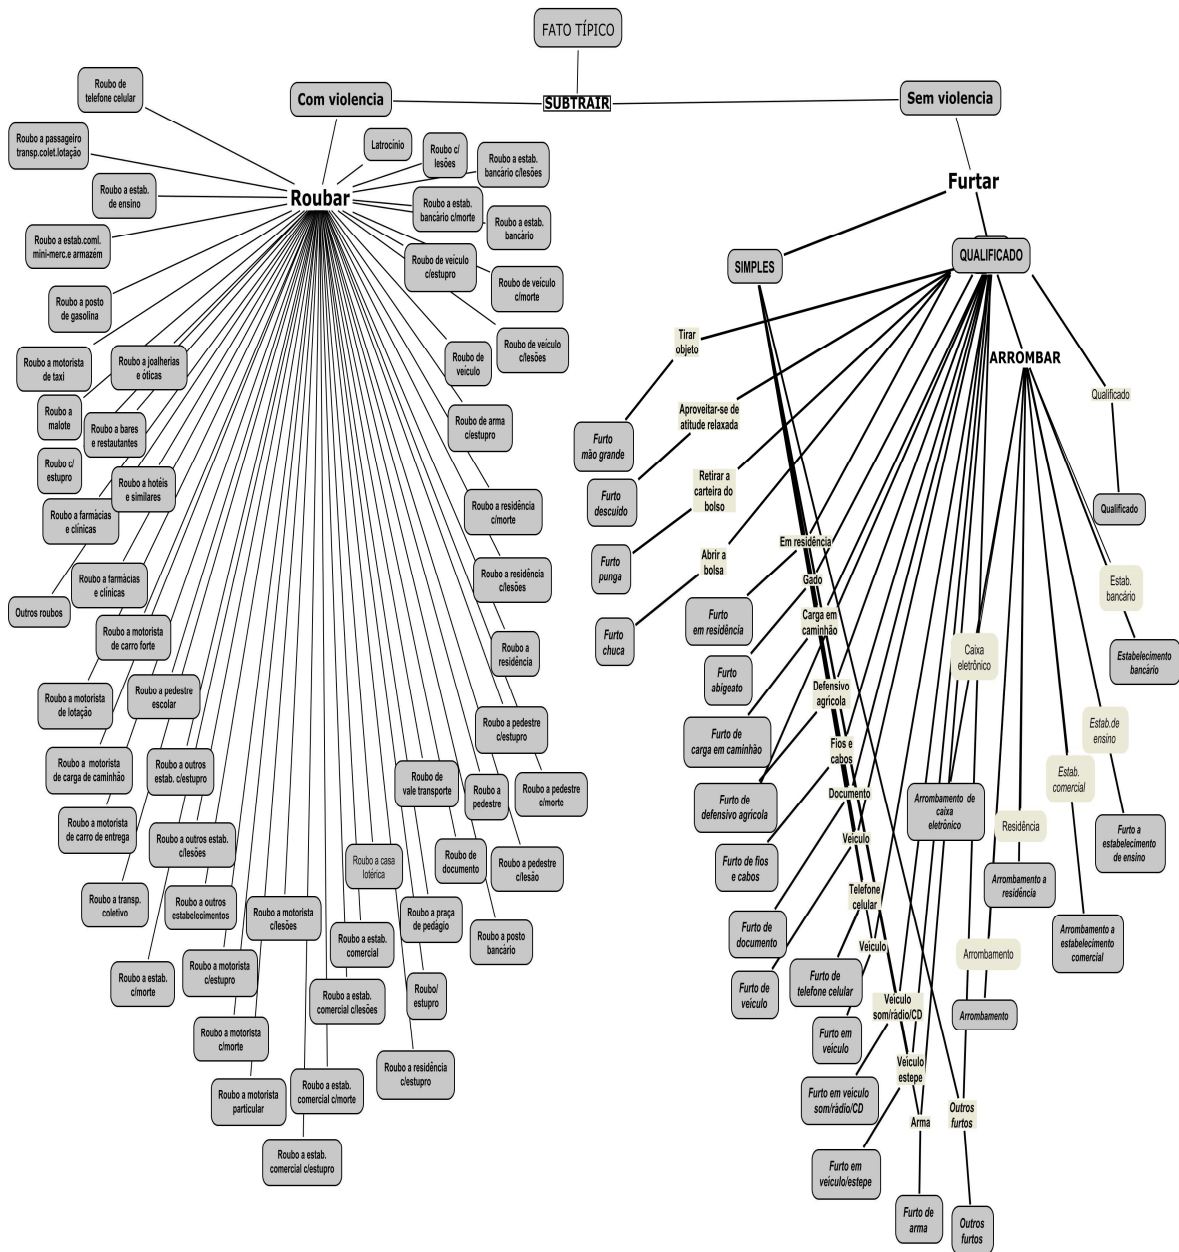 FATO TÍPICO
SUBTRAIR
Com violencia
Sem violencia
Roubo de
telefone celular
Roubo a passageiro
transp.colet.lotação
Roubo a estab.
de ensino
Roubo a estab.coml.
mini-merc.e armazém
Roubo a posto
de gasolina
Roubo a motorista
de taxi
Roubo a
malote
Roubo c/
estupro
Roubar
Latrocínio
Roubo c/
lesões
Roubo a estab.
bancário c/lesões
Roubo a estab.
bancário c/morte
Roubo a estab.
bancário
Roubo de veículo
c/estupro
Roubo de veículo
c/morte
Roubo de veículo
c/lesões
Roubo de
veículo
Roubo de arma
c/estupro
Roubo a joalherias
e óticas
Roubo a bares
e restautantes
Roubo a hotéis
e similares
Roubo a farmácias
e clínicas
Roubo a farmácias
e clínicas
Outros roubos
Roubo a motorista
de carro forte
Roubo a motorista
de lotação
Roubo a pedestre
escolar
Roubo a motorista
de carga de caminhão
Roubo a outros
estab. c/estupro
Roubo a motorista
de carro de entrega
Roubo a outros estab.
c/lesões
Roubo a transp.
coletivo
Roubo a outros
estabelecimentos
Roubo a estab.
c/morte
Roubo a motorista
c/estupro
Roubo a motorista
c/lesões
Roubo a motorista
c/morte
Roubo a motorista
particular
Roubo a estab.
comercial c/estupro
Roubo a estab.
comercial c/morte
Roubo a estab.
comercial c/lesões
Roubo a estab.
comercial
Roubo a casa
lotérica
Roubo a residência
c/estupro
Roubo/
estupro
Roubo a praça
de pedágio
Roubo de
vale transporte
Roubo de
documento
Roubo a posto
bancário
Roubo a
pedestre
Roubo a pedestre
c/lesão
Roubo a pedestre
c/morto
Roubo a pedestre
c/estupro
Roubo a
residência
Roubo a residência
c/lesões
Roubo a residência
c/morte
Furtar
SIMPLES
QUALIFICADO
ARROMBAR
Tirar
objeto
Furto
mão grande
Aproveitar-se de
atitude relaxada
Furto
descuído
Retirar a
carteira do
bolso
Furto
punga
Abrir a
bolsa
Furto
chuca
Em residência
Furto
em residência
Gado
Furto
abigeato
Carga em
caminhão
Furto de
carga em caminhão
Defensivo
agrícola
Furto de
defensivo agrícola
Fios e
cabos
Furto de fios
e cabos
Documento
Furto de
documento
Veículo
Furto de
veículo
Telefone
celular
Furto de
telefone celular
Veículo
Furto em
veículo
Veículo
som/rádio/CD
Furto em veículo
som/rádio/CD
Veículo
estepe
Furto em
veículo/estepe
Arma
Furto de
arma
Outros
furtos
Outros
furtos
Qualificado
Qualificado
Estab.
bancário
Estabelecimento
bancário
Caixa
eletrônico
Arrombamento de
caixa
eletrônico
Estab.de
ensino
Furto a
estabelecimento
de ensino
Estab.
comercial
Arrombamento a
estabelecimento
comercial
Residência
Arrombamento a
residência
Arrombamento
Arrombamento